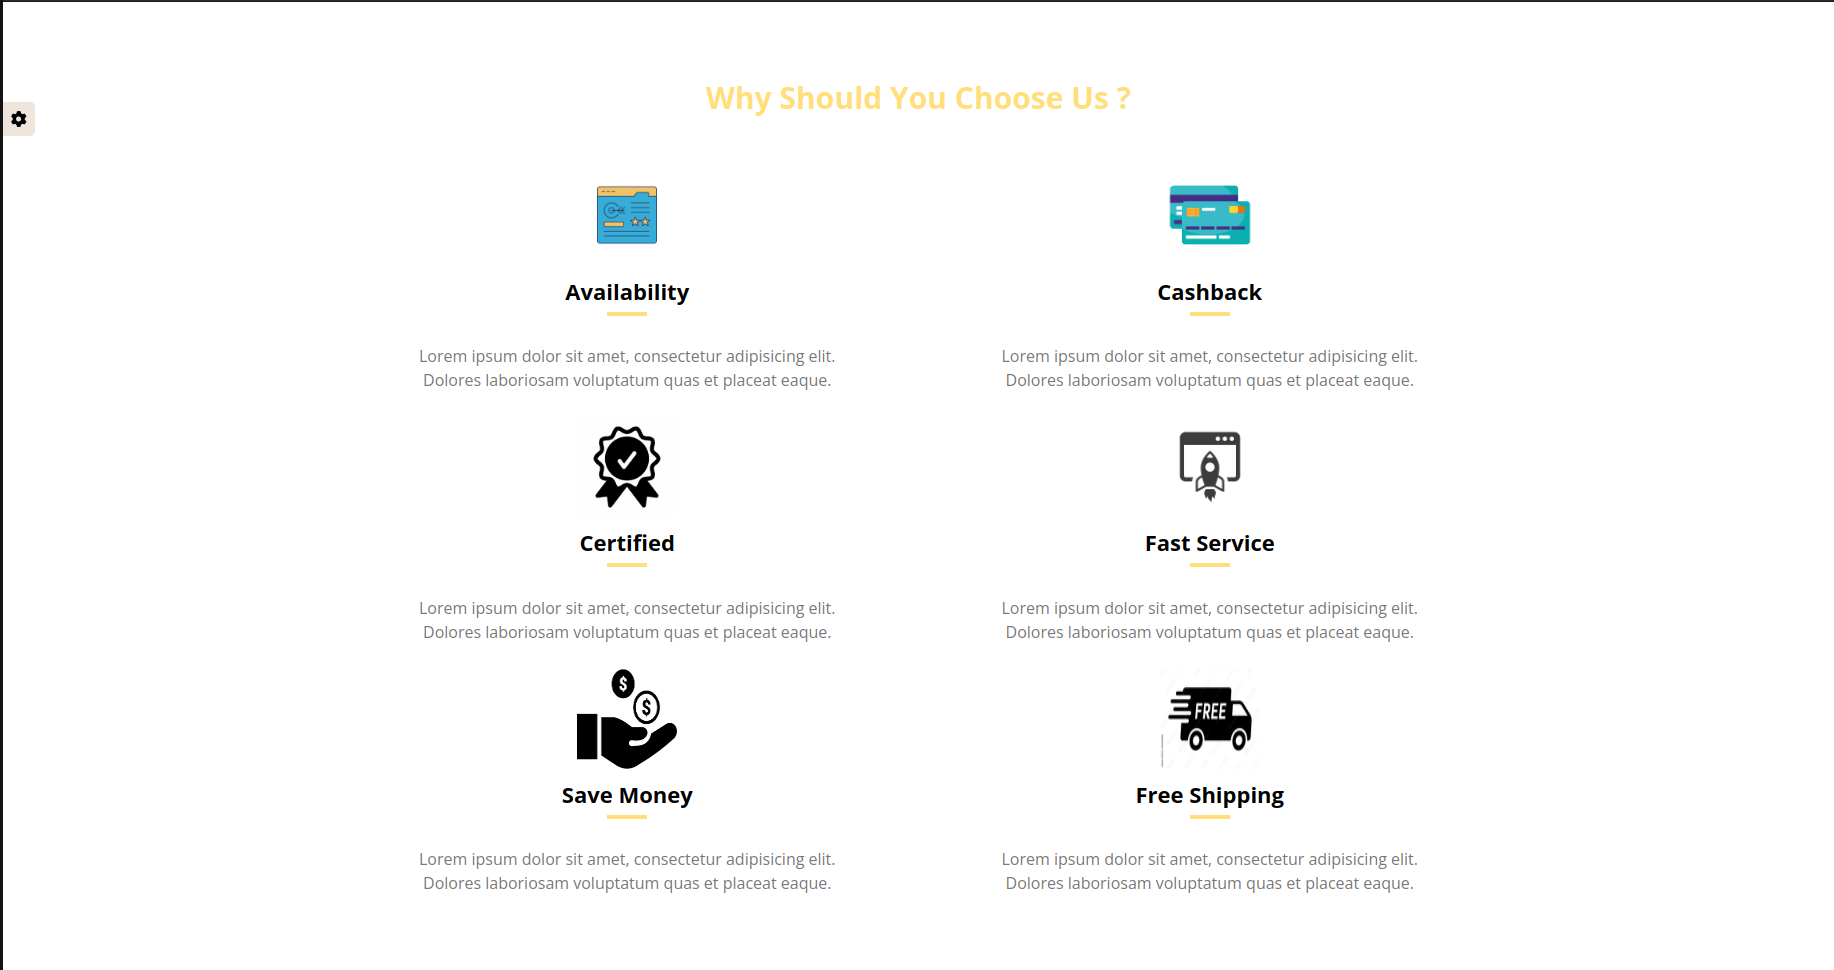 Why Should You Choose Us ?
Availability
Lorem ipsum dolor sit amet, consectetur adipisicing elit.
Dolores laboriosam voluptatum quas et placeat eaque.
Cashback
Lorem ipsum dolor sit amet, consectetur adipisicing elit.
Dolores laboriosam voluptatum quas et placeat eaque.
Certified
Lorem ipsum dolor sit amet, consectetur adipisicing elit.
Dolores laboriosam voluptatum quas et placeat eaque.
Fast Service
Lorem ipsum dolor sit amet, consectetur adipisicing elit.
Dolores laboriosam voluptatum quas et placeat eaque.
$
$
Save Money
Lorem ipsum dolor sit amet, consectetur adipisicing elit.
Dolores laboriosam voluptatum quas et placeat eaque.
FREE
Free Shipping
Lorem ipsum dolor sit amet, consectetur adipisicing elit.
Dolores laboriosam voluptatum quas et placeat eaque.